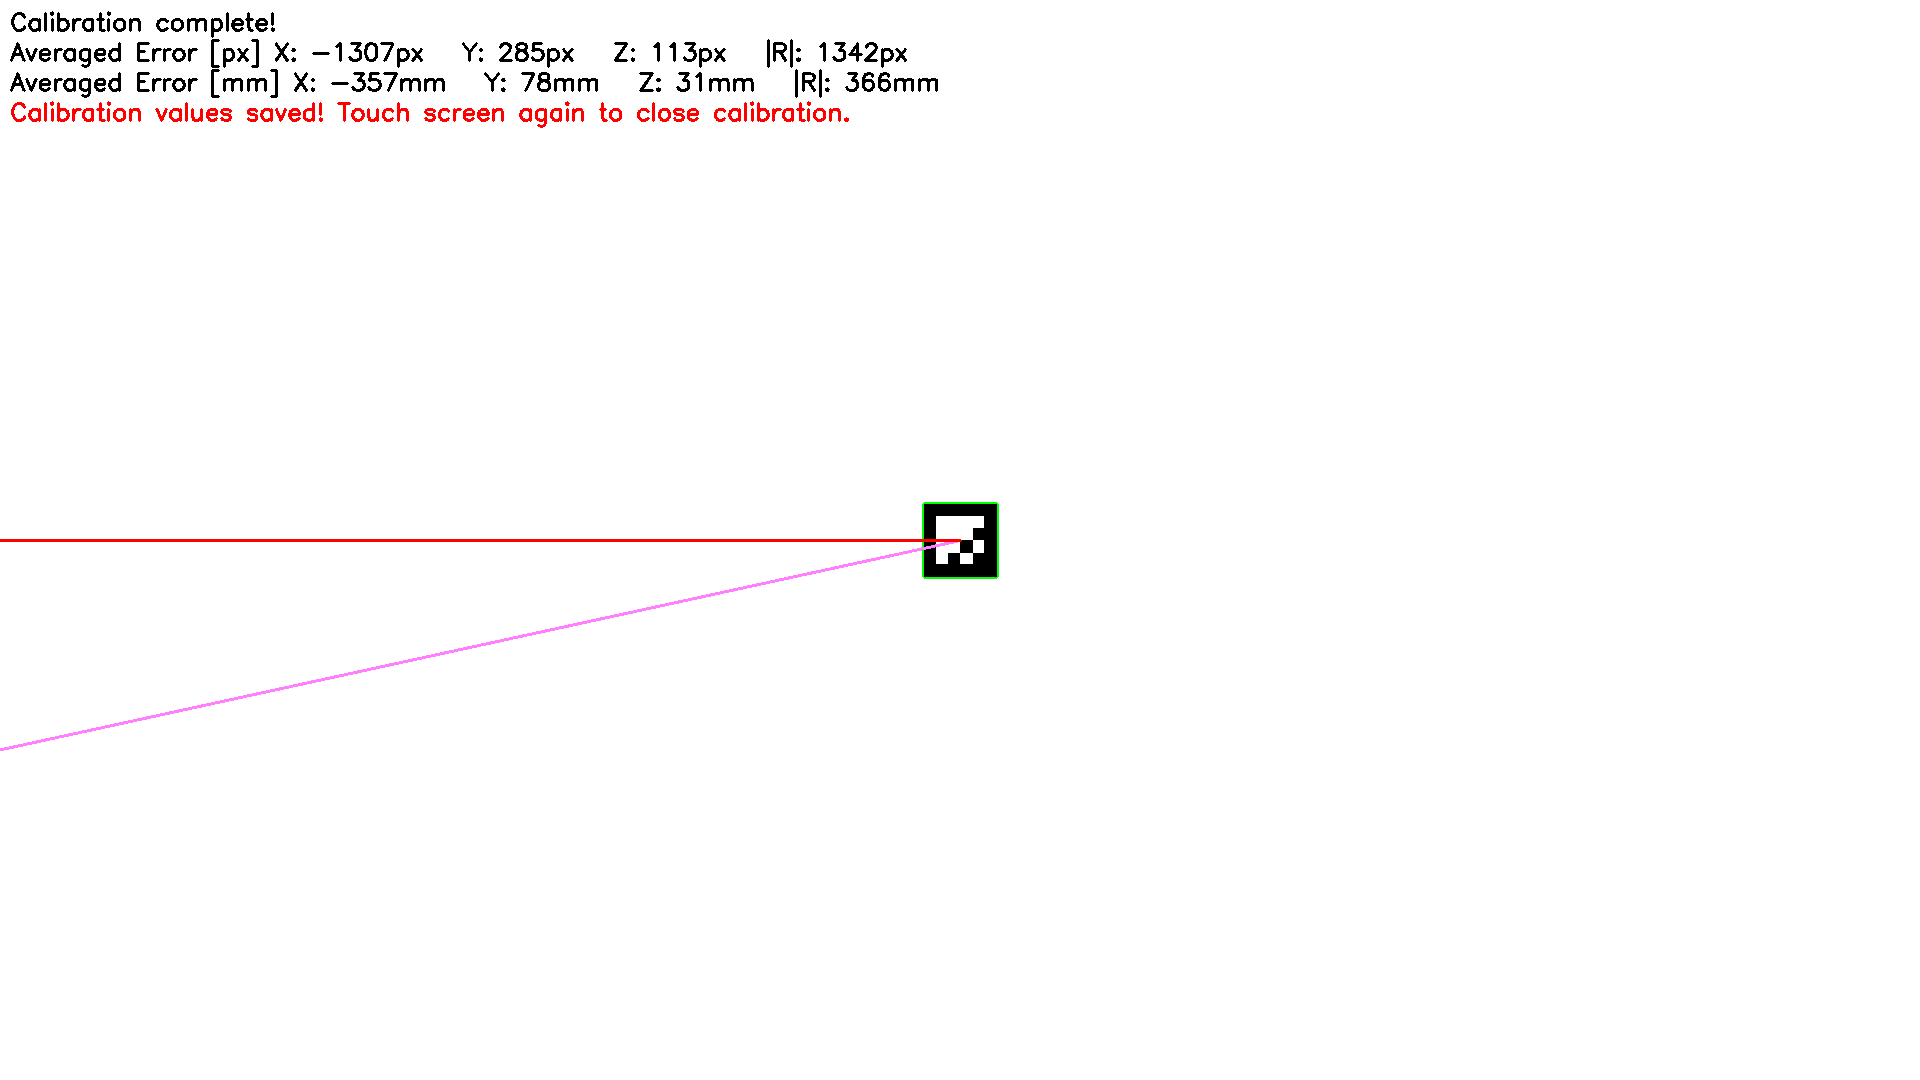 Calibration complete!
Averaged Error [px] X: -1307px Y: 285px Z: 113px |R|: 1342px
Averaged Error [mm] X: -357mm Y: 78mm Z: 31mm |R|: 366mm
Calibration values saved! Touch screen again to close calibration.